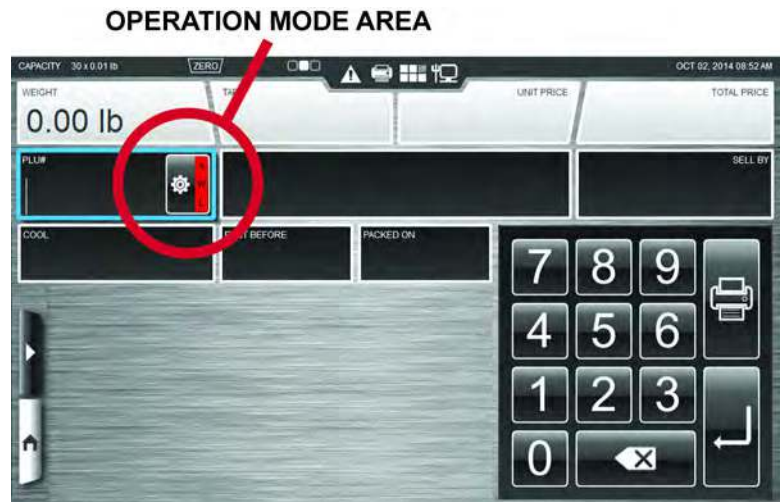 OPERATION MODE AREA
CAPACITY 30 x 0.01 lb ZERO OCT 02, 2014 08:52 AM
WEIGHT UNIT PRICE TOTAL PRICE
0.00 lb
PLU# SELL BY
COOL BEFORE PACKED ON
7 8 9
4 5 6
1 2 3
0